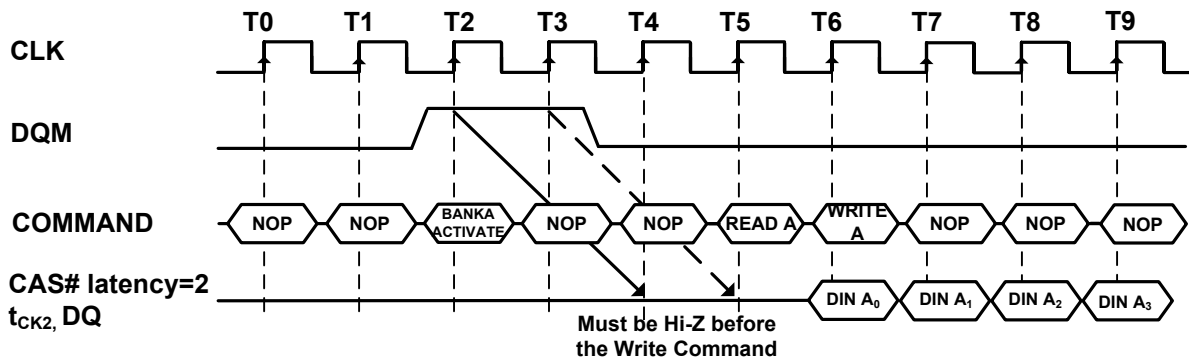 T0 T1 T2 T3 T4 T5 T6 T7 T8 T9
CLK
DQM
COMMAND
NOP NOP BANKA ACTIVATE NOP NOP READ A WRITE A NOP NOP NOP
CAS# latency=2
tCK2, DQ
DIN A0 DIN A1 DIN A2 DIN A3
Must be Hi-Z before
the Write Command